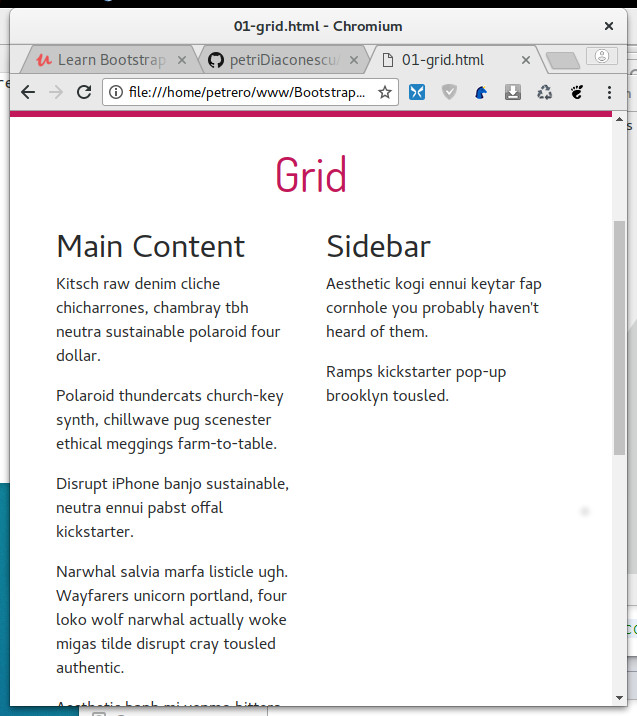 01-grid.html - Chromium
Learn Bootstrap
petriDiaconescu/
01-grid.html
file:///home/petrero/www/Bootstrap...
Grid
Main Content
Kitsch raw denim cliche
chicharrones, chambray tbh
neutra sustainable polaroid four
dollar.
Polaroid thundercats church-key
synth, chillwave pug scenester
ethical meggings farm-to-table.
Disrupt iPhone banjo sustainable,
neutra ennui pabst offal
kickstarter.
Narwhal salvia marfa listicle ugh.
Wayfarers unicorn portland, four
loko wolf narwhal actually woke
migas tilde disrupt cray tousled
authentic.
Sidebar
Aesthetic kogi ennui keytar fap
cornhole you probably haven't
heard of them.
Ramps kickstarter pop-up
brooklyn tousled.